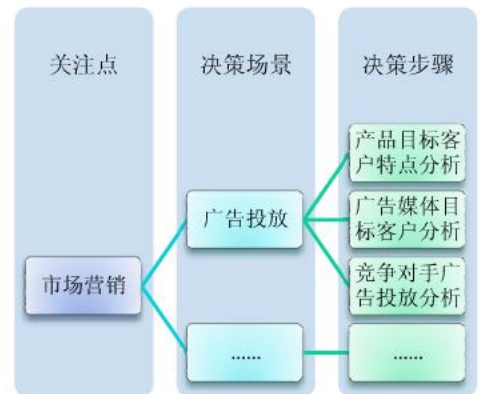 关注点
决策场景
决策步骤
产品目标客
户特点分析
广告投放
广告媒体目
标客户分析
市场营销
竞争对手广
告投放分析
......
......